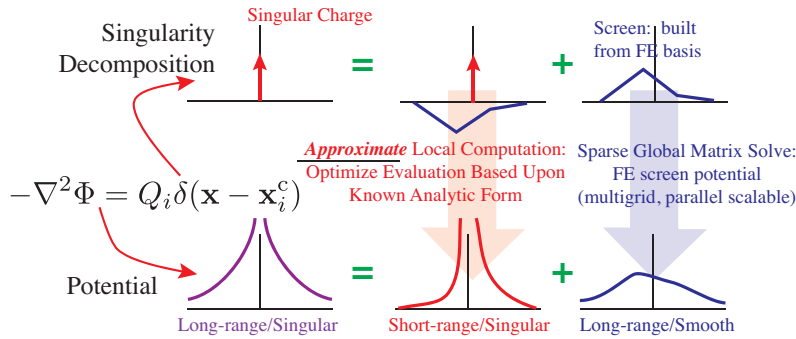 Singular Charge
Singularity
Decomposition
=
+
Screen: built
from FE basis
Approximate Local Computation:
Optimize Evaluation Based Upon
Known Analytic Form
Sparse Global Matrix Solve:
FE screen potential
(multigrid, parallel scalable)
−∇²Φ = Q_iδ(x − x_i^c)
Potential
=
+
Long-range/Singular
Short-range/Singular
Long-range/Smooth